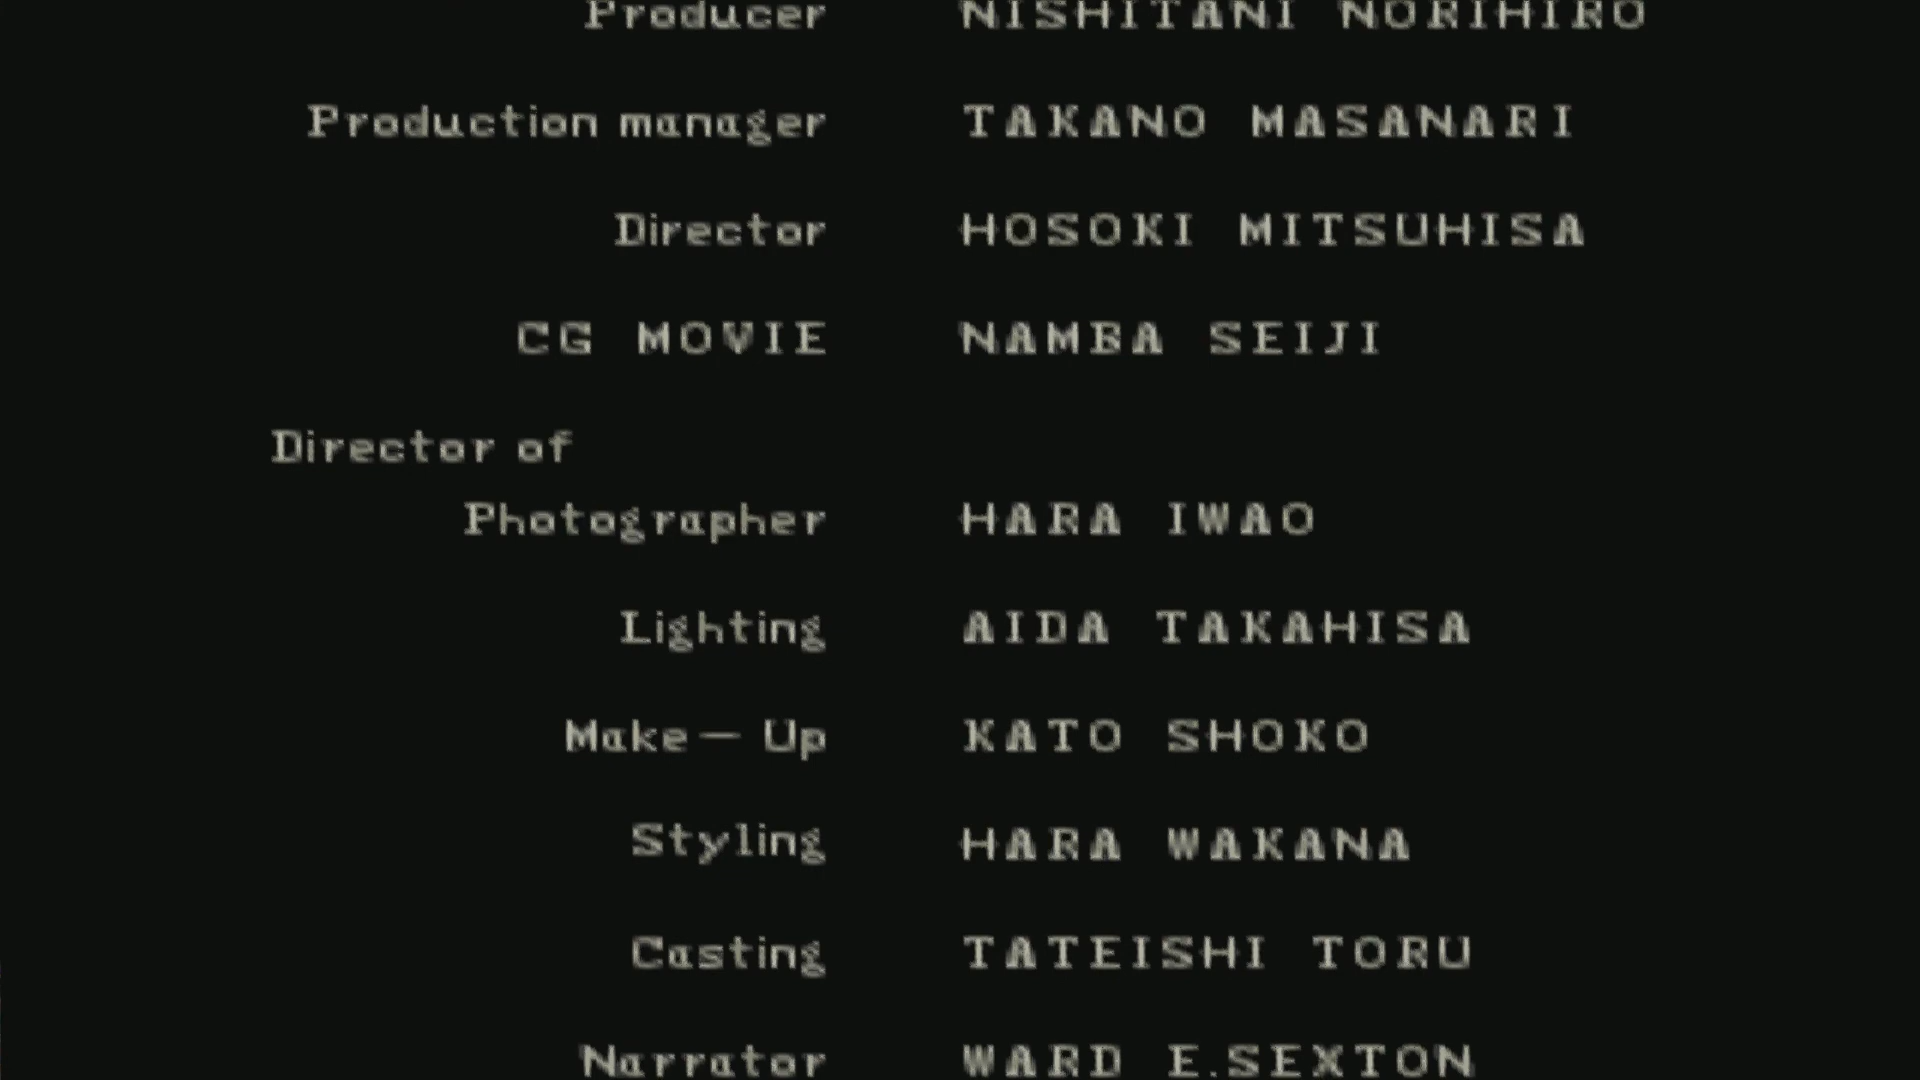 Producer NISHITANI NORIHIRO
Production manager TAKANO MASANARI
Director HOSOKI MITSUHISA
CG MOVIE NAMBA SEIJI
Director of
Photographer HARA IWAO
Lighting AIDA TAKAHISA
Make— Up KATO SHOKO
Styling HARA WAKANA
Casting TATEISHI TORU
Narrator WARD E.SEXTON